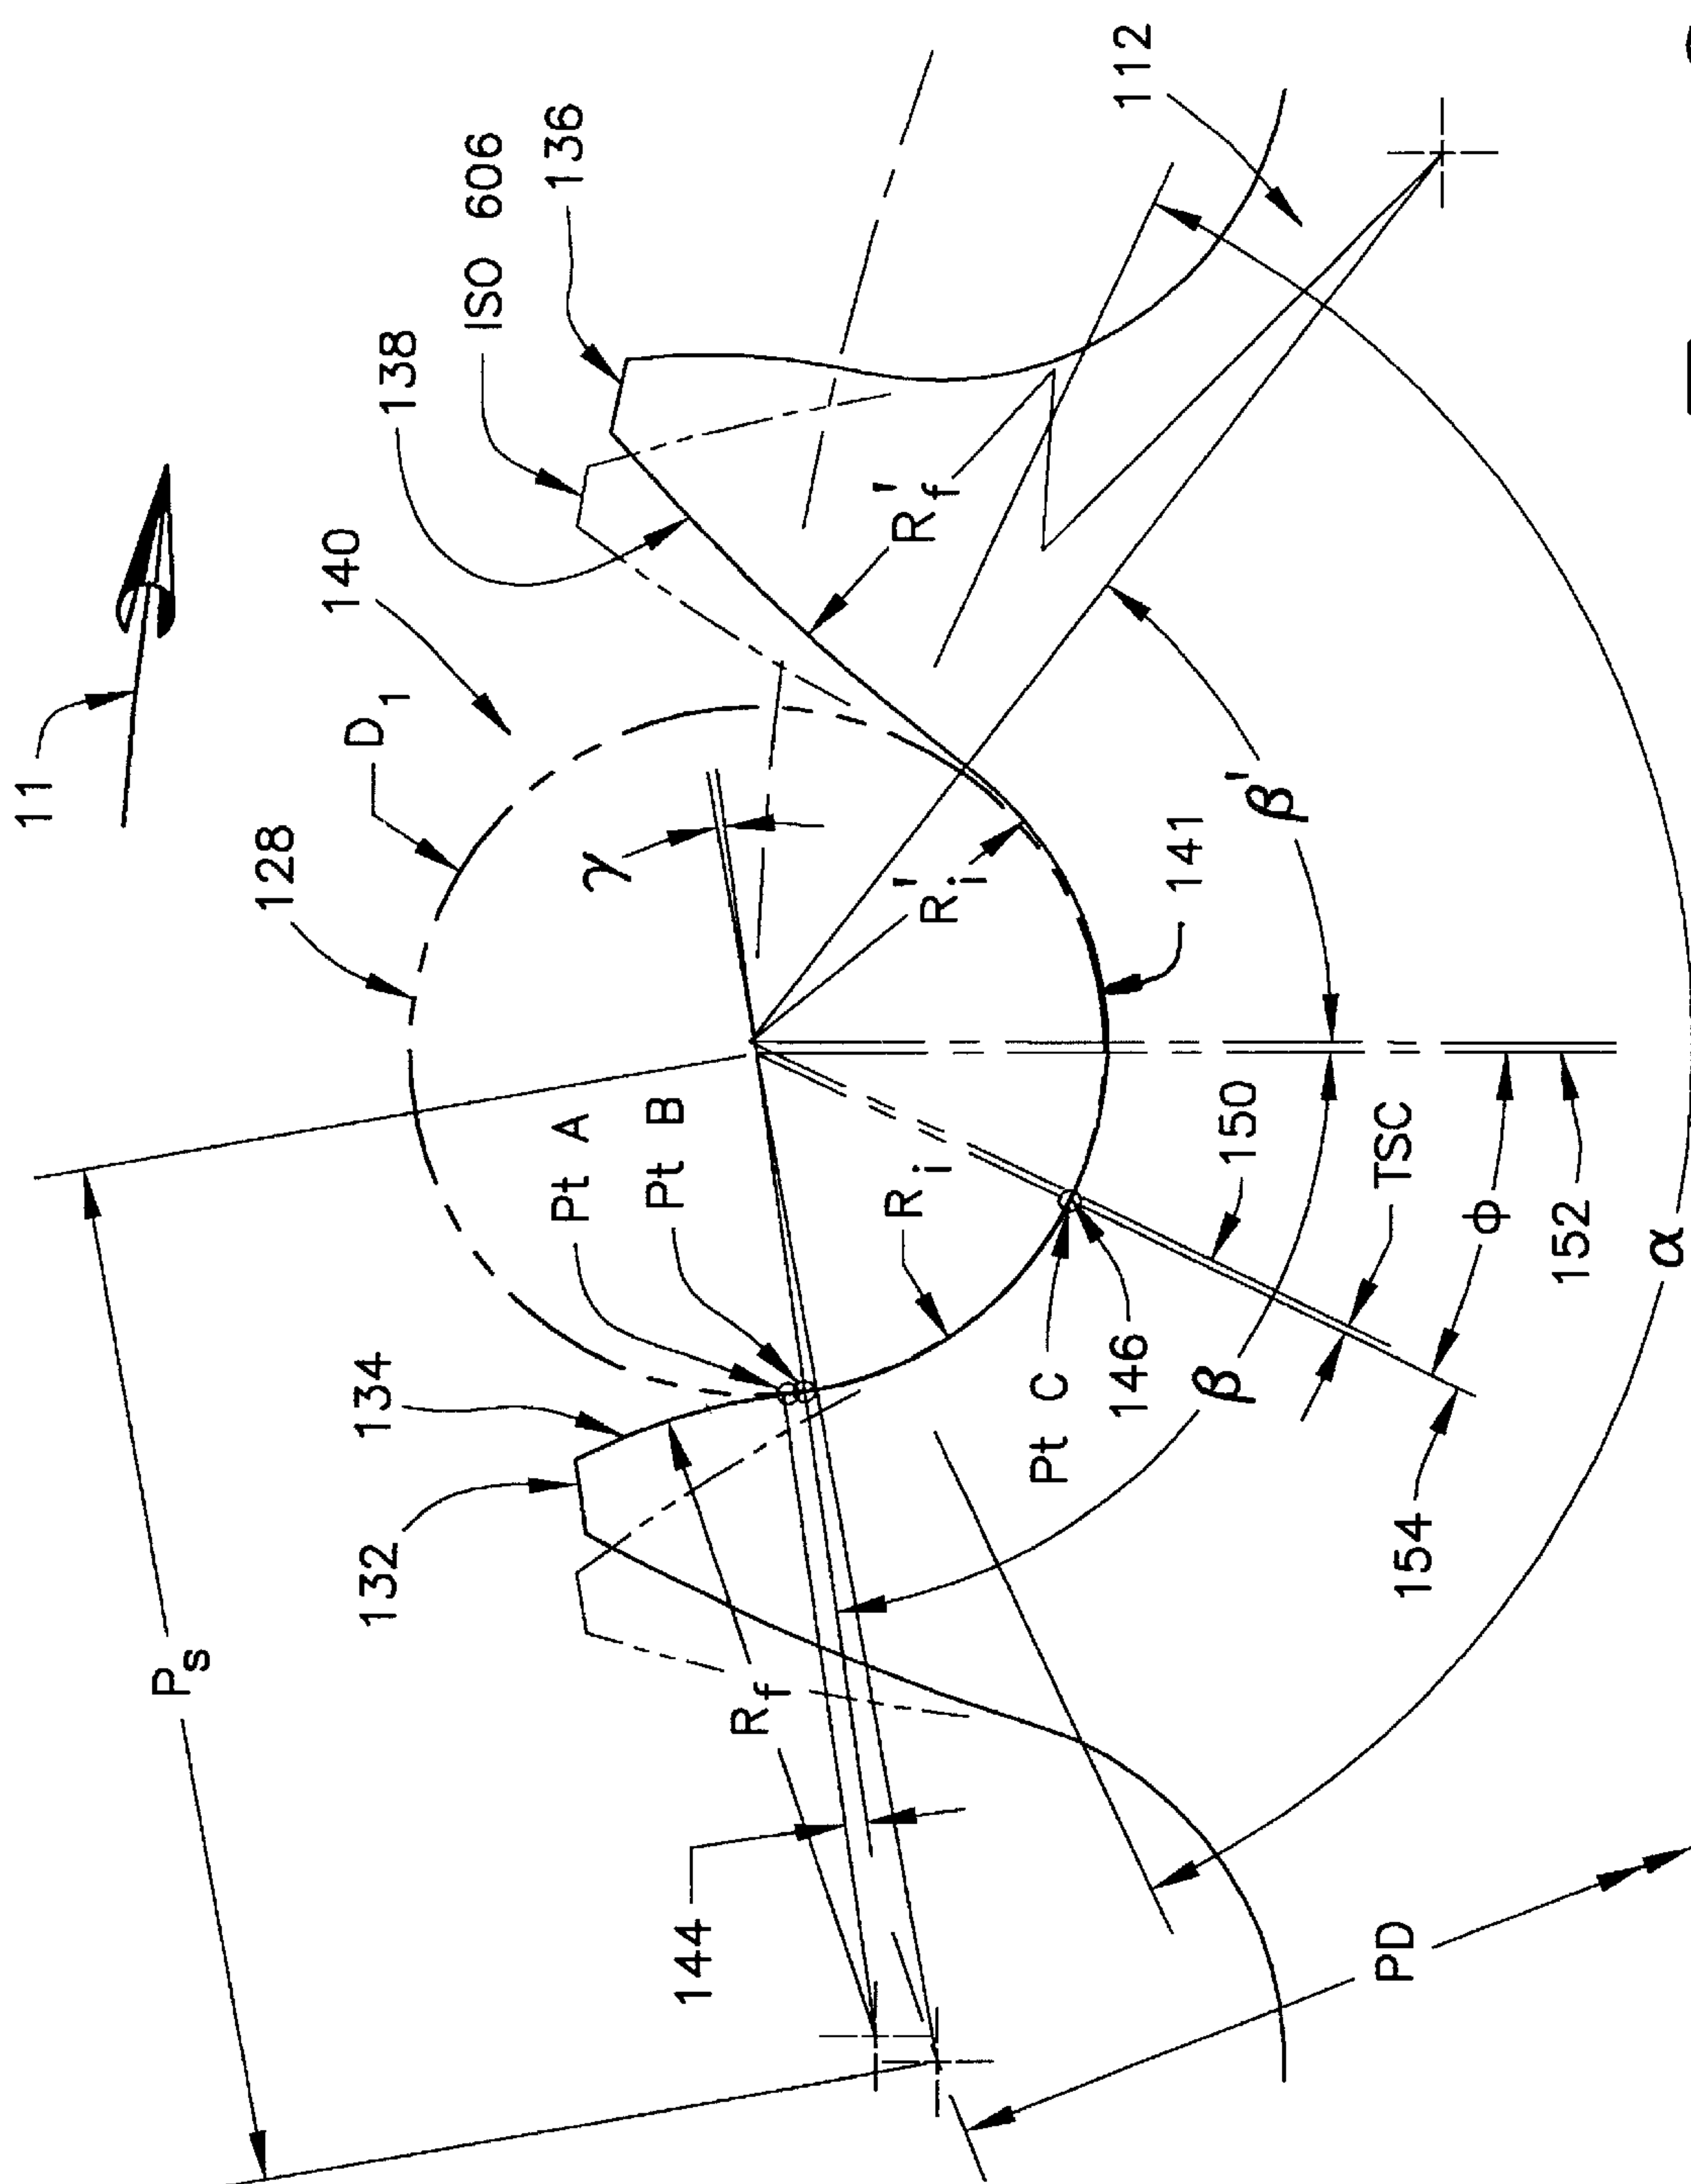 11
Ps
128
140
D1
134
132
138
ISO 606
136
Pt A
γ
Pt B
144
Rf
Ri
R'i
R'f
Pt C
146
112
141
β
150
β'
PD
154
TSC
φ
152
α